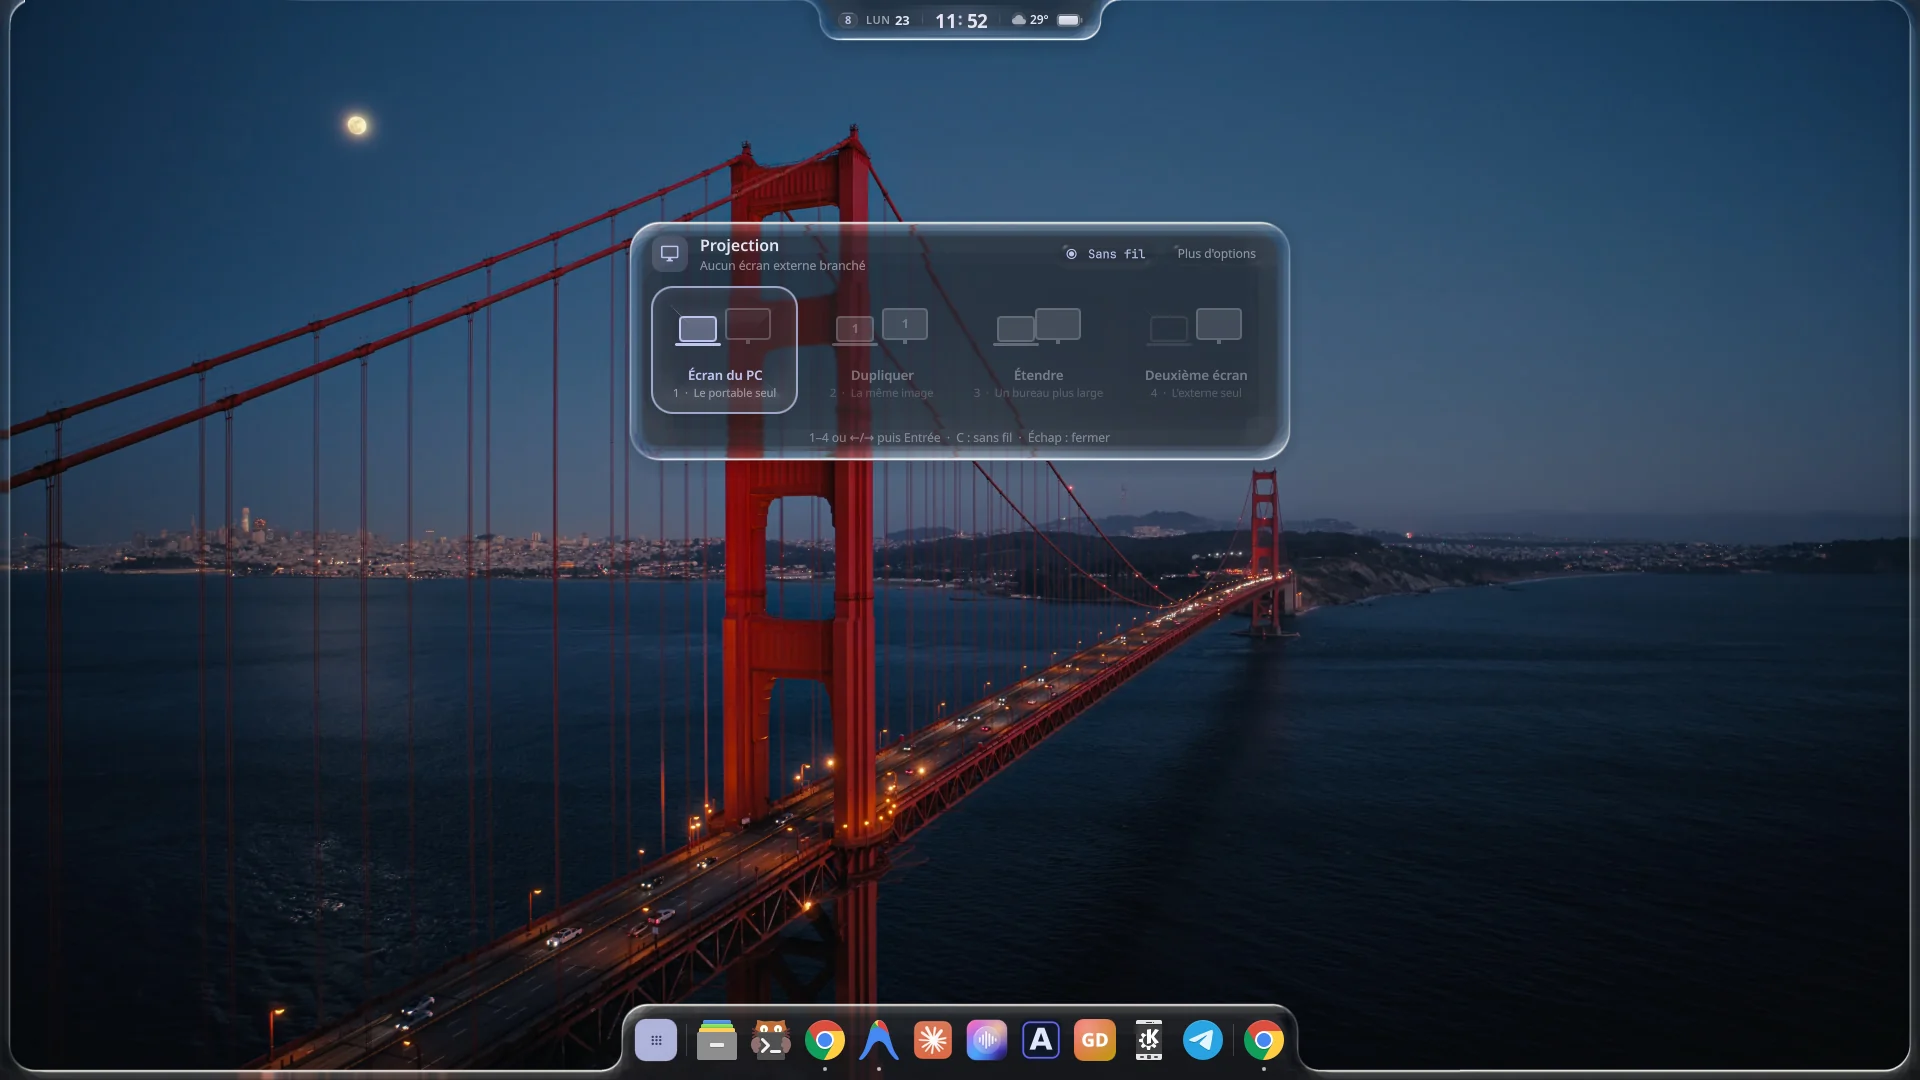 8 LUN 23 11:52 29°
Projection
Aucun écran externe branché
Sans fil
Plus d'options
1 1
Écran du PC
1 · Le portable seul
Dupliquer
2 · La même image
Étendre
3 · Un bureau plus large
Deuxième écran
4 · L'externe seul
1–4 ou ←/→ puis Entrée · C : sans fil · Échap : fermer
A GD K